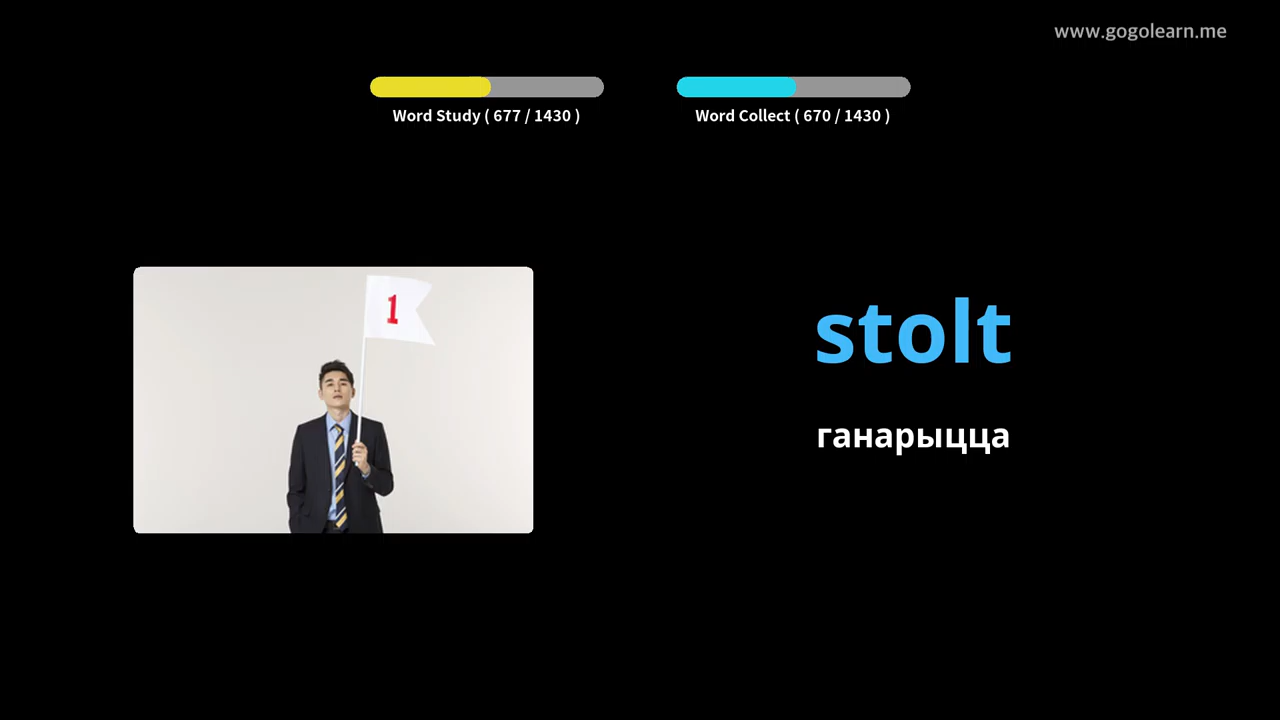 www.gogolearn.me
Word Study ( 677 / 1430 )
Word Collect ( 670 / 1430 )
1
stolt
ганарыцца